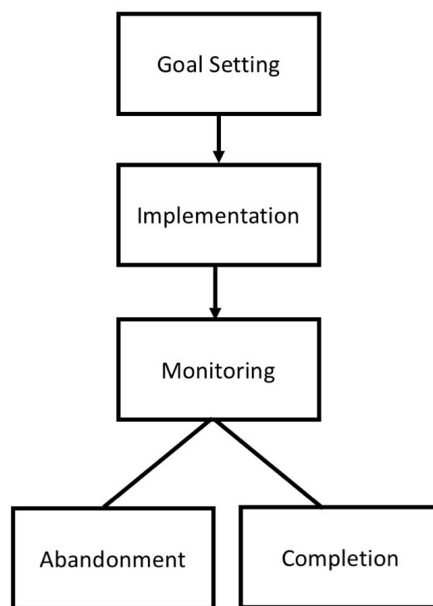 Goal Setting
Implementation
Monitoring
Abandonment
Completion